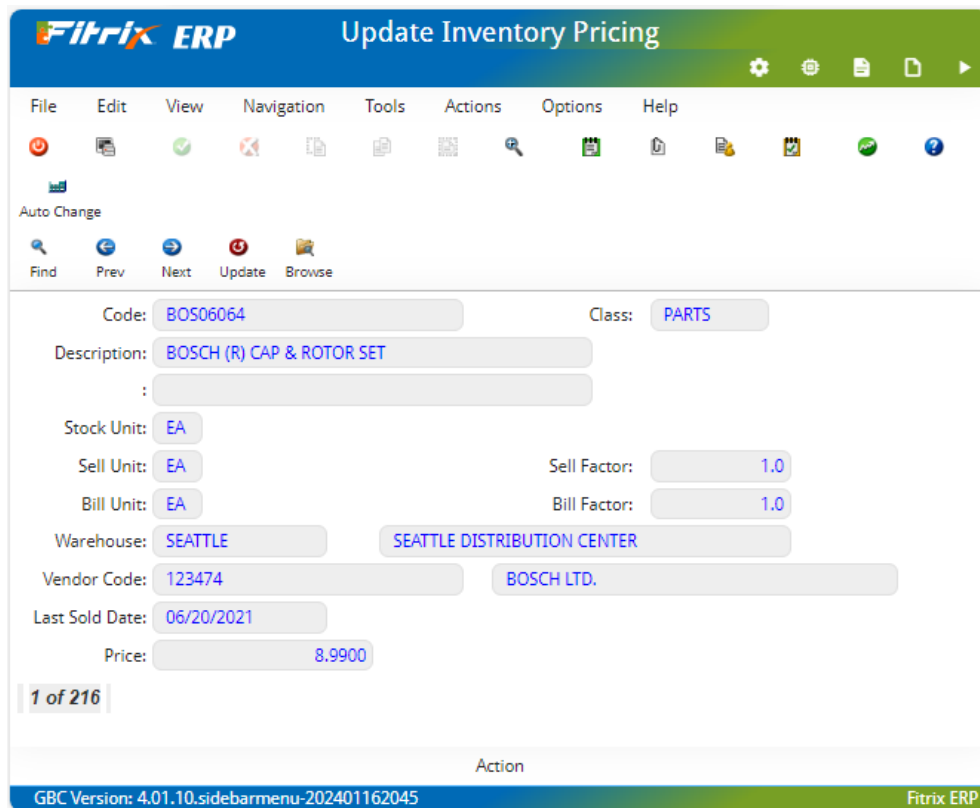 Fitrix ERP Update Inventory Pricing
File Edit View Navigation Tools Actions Options Help
Auto Change
Find Prev Next Update Browse
Code: BOS06064 Class: PARTS
Description: BOSCH (R) CAP & ROTOR SET
:
Stock Unit: EA
Sell Unit: EA Sell Factor: 1.0
Bill Unit: EA Bill Factor: 1.0
Warehouse: SEATTLE SEATTLE DISTRIBUTION CENTER
Vendor Code: 123474 BOSCH LTD.
Last Sold Date: 06/20/2021
Price: 8.9900
1 of 216
Action
GBC Version: 4.01.10.sidebarmenu-202401162045 Fitrix ERP